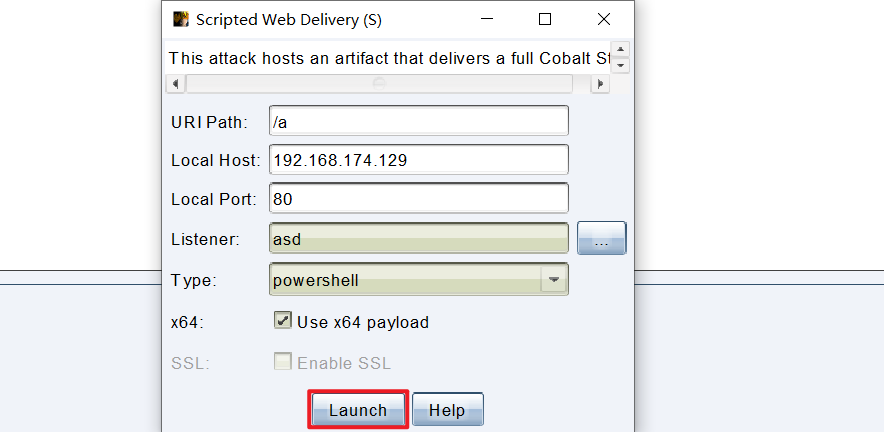 Scripted Web Delivery (S)
This attack hosts an artifact that delivers a full Cobalt
URI Path: /a
Local Host: 192.168.174.129
Local Port: 80
Listener: asd ...
Type: powershell
x64: Use x64 payload
SSL: Enable SSL
Launch Help